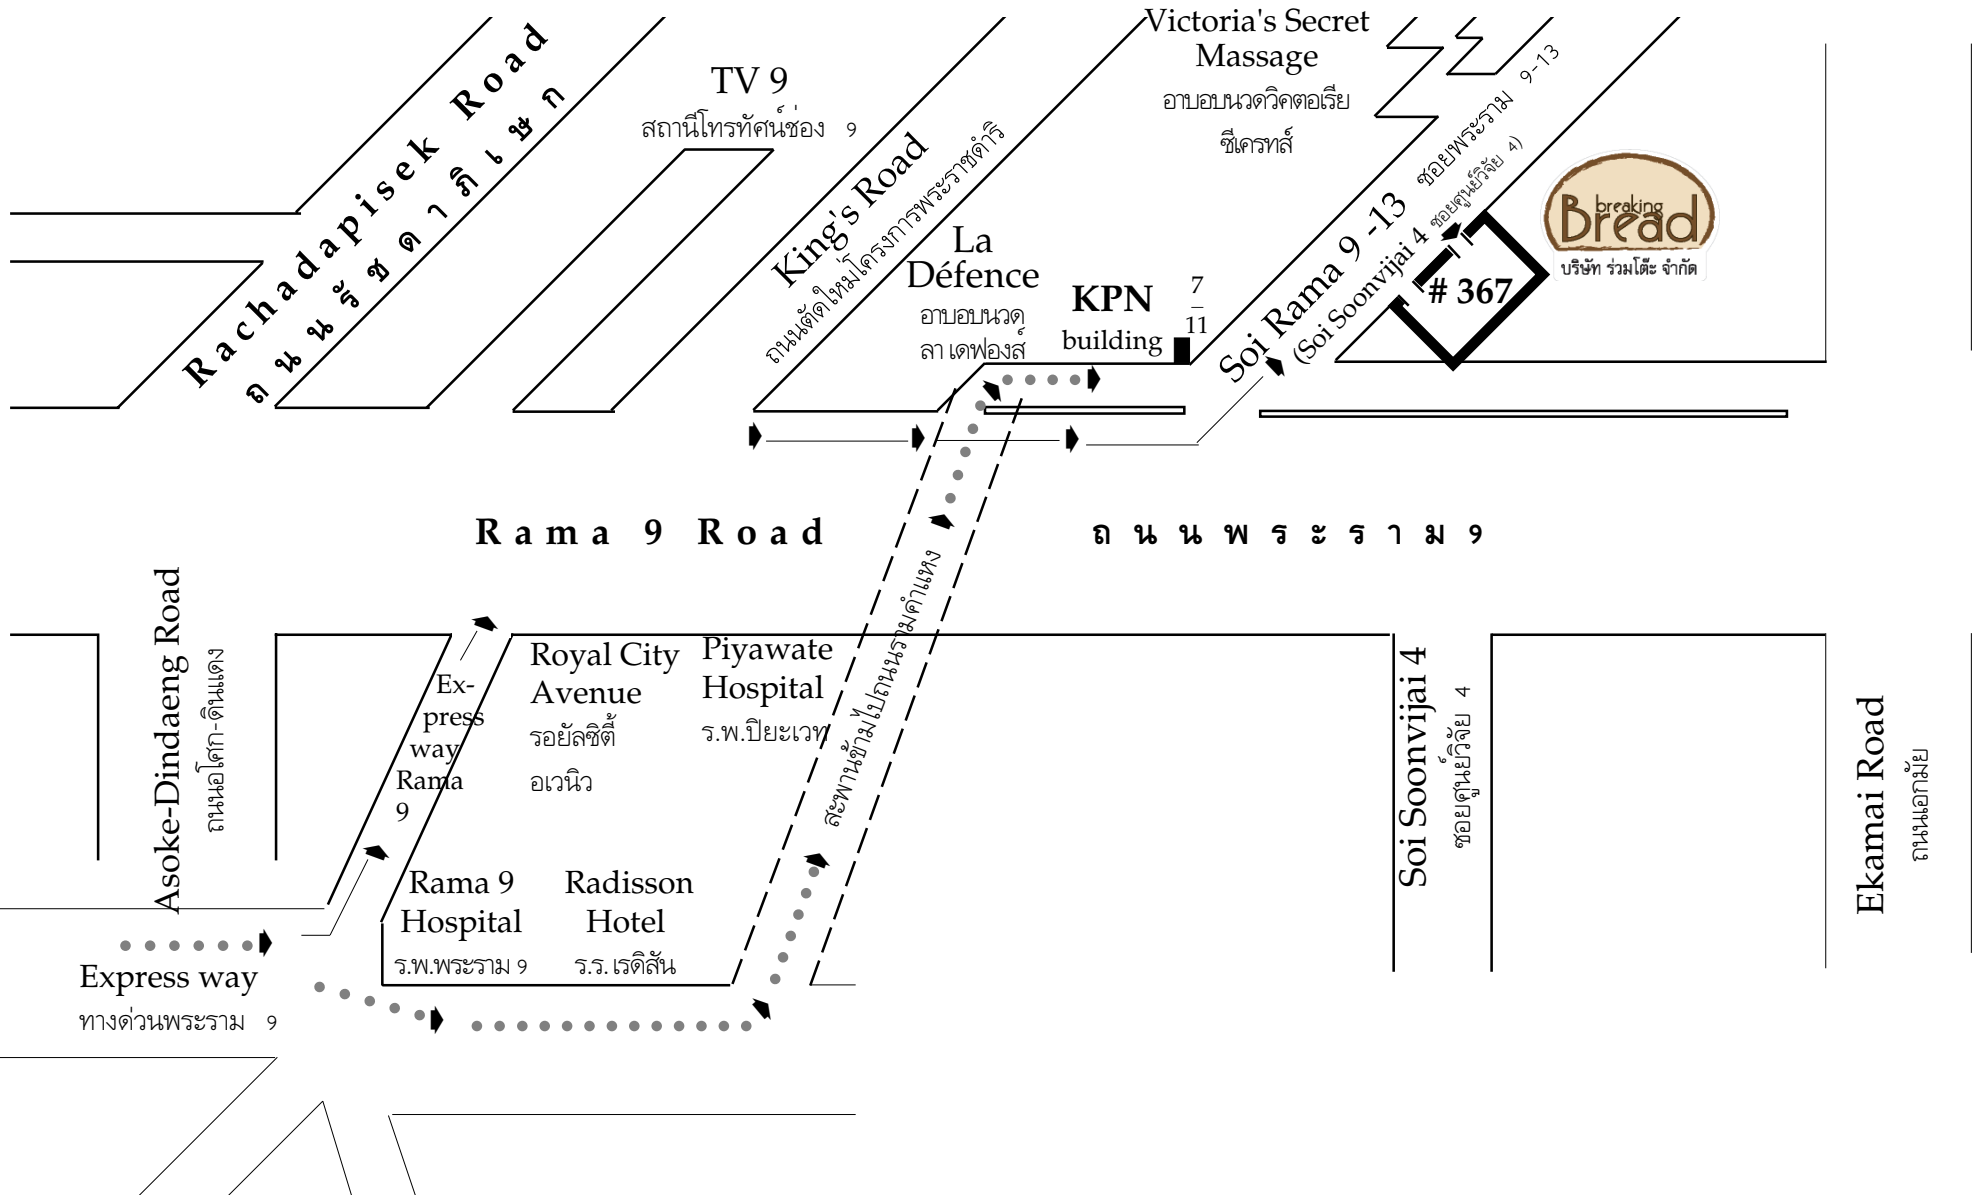 Rachadapisek Road
ถนนรัชดาภิเษก
TV 9
สถานีโทรทัศน์ช่อง 9
King's Road
ถนนตัดใหม่โครงการพระราชดำริ
Victoria's Secret
Massage
อาบอบนวดวิคตอเรีย
ซีเครทส์
La
Défence
อาบอบนวด
ลา เดฟองส์
KPN
building
7
11
Soi Rama 9 -13 ซอยพระราม 9-13
(Soi Soonvijai 4 ซอยศูนย์วิจัย 4)
# 367
breaking
Bread
บริษัท ร่วมโต๊ะ จำกัด
Rama 9 Road ถนนพระราม 9
Asoke-Dindaeng Road
ถนนอโศก-ดินแดง
Ex-
press
way
Rama
9
Royal City
Avenue
รอยัลซิตี้
อเวนิว
Piyawate
Hospital
ร.พ.ปิยะเวท
สะพานข้ามไปถนนรามคำแหง
Rama 9
Hospital
ร.พ.พระราม 9
Radisson
Hotel
ร.ร. เรดิสัน
Express way
ทางด่วนพระราม 9
Soi Soonvijai 4
ซอยศูนย์วิจัย 4
Ekamai Road
ถนนเอกมัย